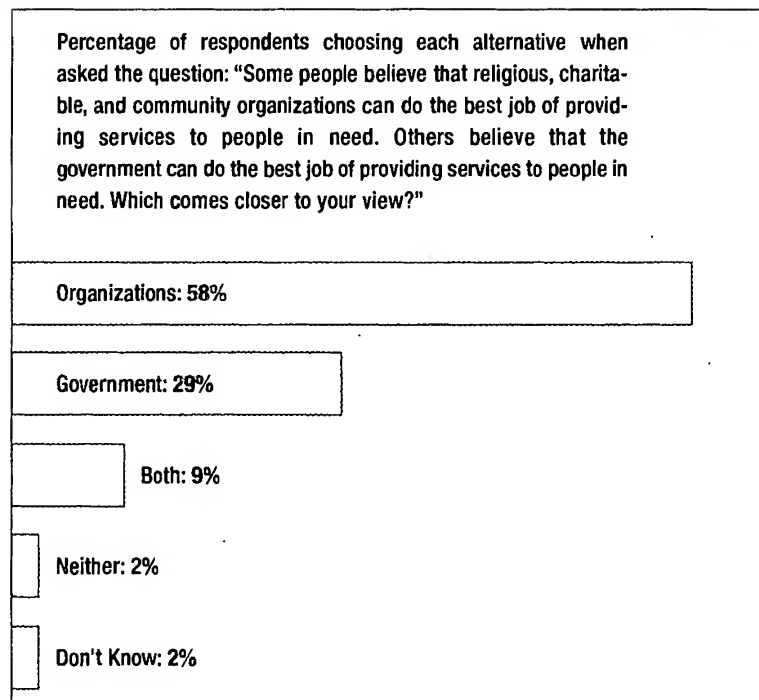 Percentage of respondents choosing each alternative when
asked the question: “Some people believe that religious, charita-
ble, and community organizations can do the best job of provid-
ing services to people in need. Others believe that the
government can do the best job of providing services to people in
need. Which comes closer to your view?”
Organizations: 58%
Government: 29%
Both: 9%
Neither: 2%
Don't Know: 2%